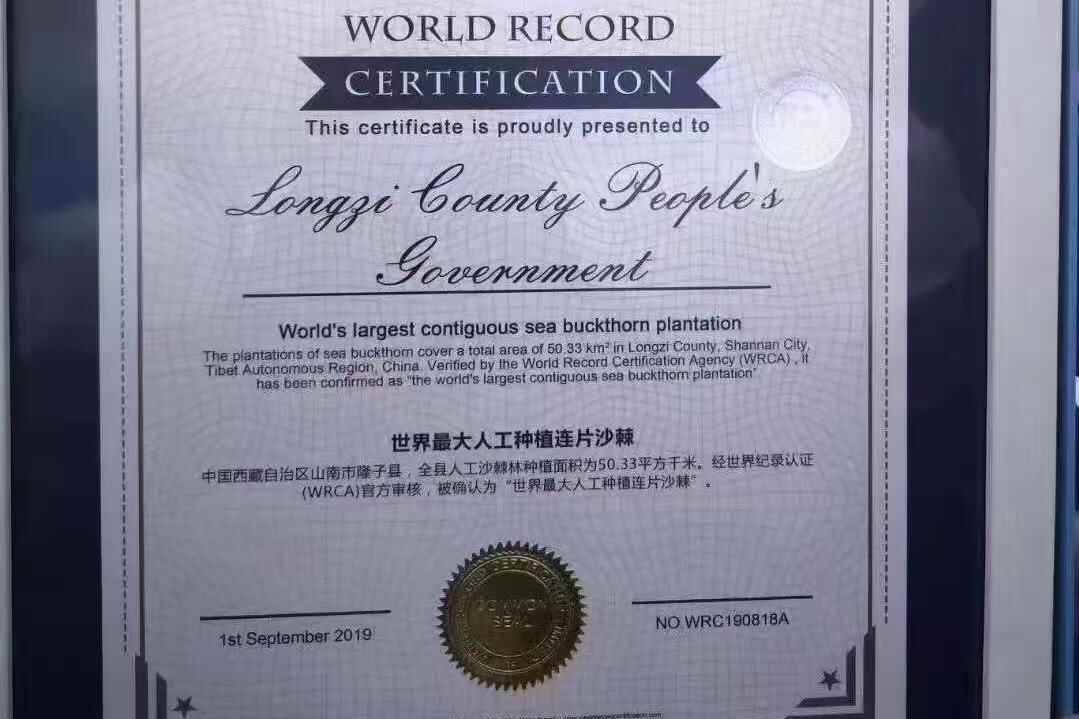 WORLD RECORD
CERTIFICATION
This certificate is proudly presented to
Longzi County People's
Government
World's largest contiguous sea buckthorn plantation
The plantations of sea buckthorn cover a total area of 50.33 km² in Longzi County, Shannan City,
Tibet Autonomous Region, China. Verified by the World Record Certification Agency (WRCA) , it
has been confirmed as "the world's largest contiguous sea buckthorn plantation"
世界最大人工种植连片沙棘
中国西藏自治区山南市隆子县，全县人工沙棘林种植面积为50.33平方千米。经世界纪录认证
(WRCA)官方审核，被确认为“世界最大人工种植连片沙棘”。
COMMON
SEAL
1st September 2019
NO.WRC190818A